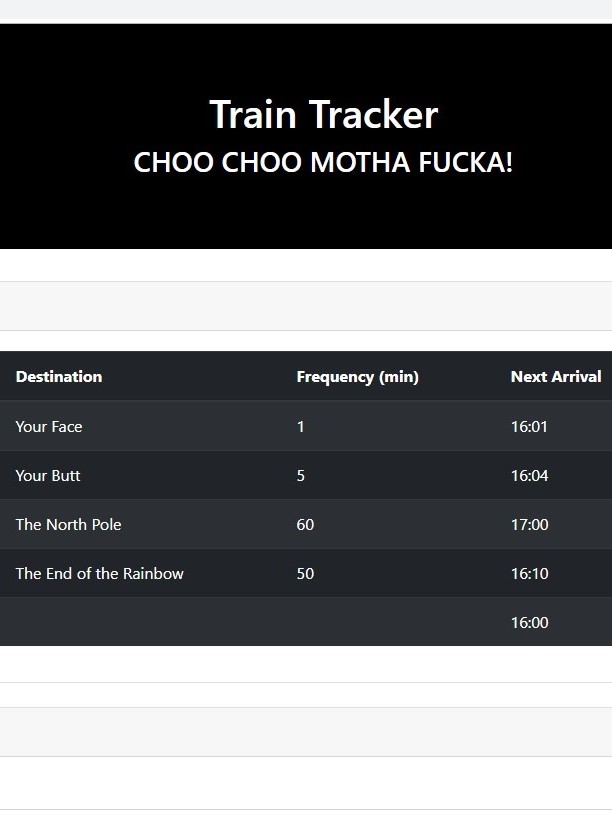 Train Tracker
CHOO CHOO MOTHA FUCKA!
Destination Frequency (min) Next Arrival
Your Face 1 16:01
Your Butt 5 16:04
The North Pole 60 17:00
The End of the Rainbow 50 16:10
16:00